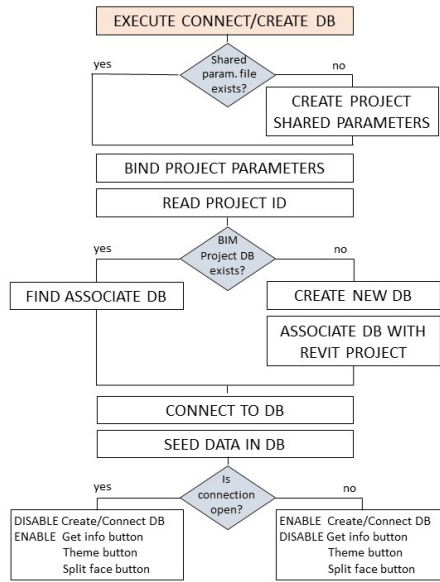 EXECUTE CONNECT/CREATE DB
yes
Shared
param. file
exists?
no
CREATE PROJECT
SHARED PARAMETERS
BIND PROJECT PARAMETERS
READ PROJECT ID
yes
BIM
Project DB
exists?
no
FIND ASSOCIATE DB
CREATE NEW DB
ASSOCIATE DB WITH
REVIT PROJECT
CONNECT TO DB
SEED DATA IN DB
yes
Is
connection
open?
no
DISABLE Create/Connect DB
ENABLE Get info button
Theme button
Split face button
ENABLE Create/Connect DB
DISABLE Get info button
Theme button
Split face button